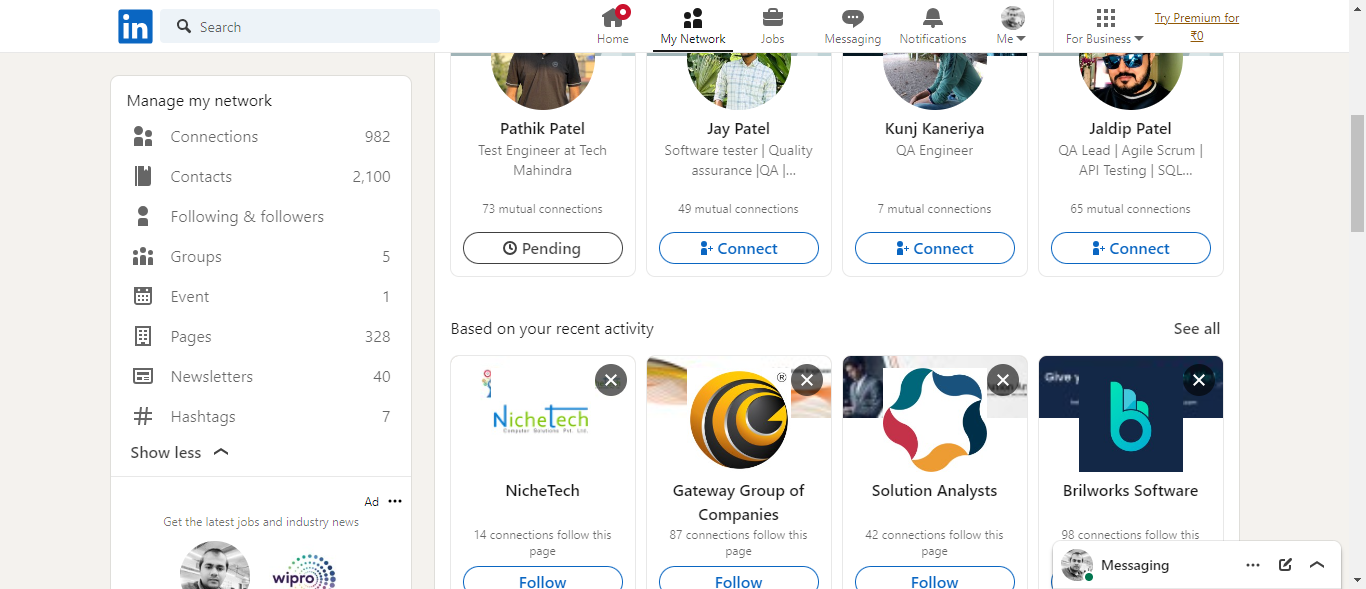 in
Search
Home
My Network
Jobs
Messaging
Notifications
Me
For Business
Try Premium for
₹0
Manage my network
Connections 982
Contacts 2,100
Following & followers
Groups 5
Event 1
Pages 328
Newsletters 40
Hashtags 7
Show less
Ad
Get the latest jobs and industry news
wipro
Pathik Patel
Test Engineer at Tech
Mahindra
73 mutual connections
Pending
Jay Patel
Software tester | Quality
assurance |QA |...
49 mutual connections
Connect
Kunj Kaneriya
QA Engineer
7 mutual connections
Connect
Jaldip Patel
QA Lead | Agile Scrum |
API Testing | SQL...
65 mutual connections
Connect
Based on your recent activity
See all
NicheTech
Computer Solutions Pvt. Ltd.
NicheTech
14 connections follow this
page
Follow
®
Gateway Group of
Companies
87 connections follow this
page
Follow
Solution Analysts
42 connections follow this
page
Follow
Give
b
Brilworks Software
98 connections follow this
Messaging